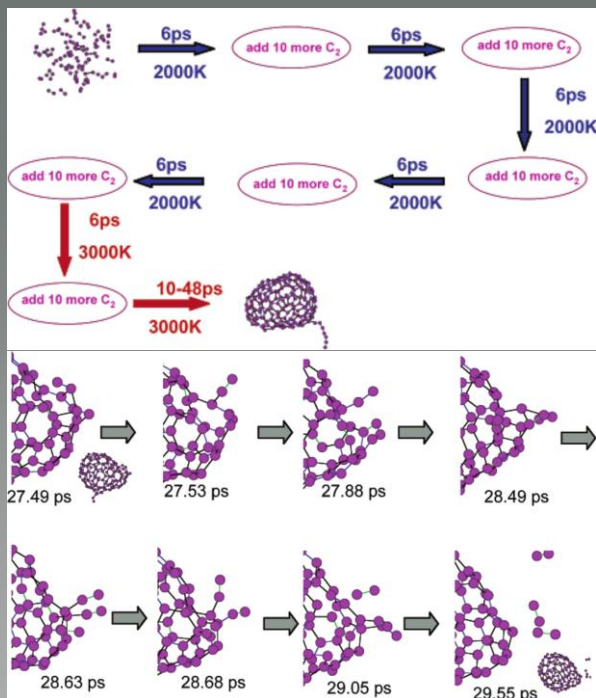 6ps
2000K
add 10 more C₂
6ps
2000K
add 10 more C₂
6ps
2000K
add 10 more C₂
6ps
2000K
add 10 more C₂
6ps
2000K
add 10 more C₂
6ps
3000K
add 10 more C₂
10-48ps
3000K
27.49 ps
27.53 ps
27.88 ps
28.49 ps
28.63 ps
28.68 ps
29.05 ps
29.55 ps